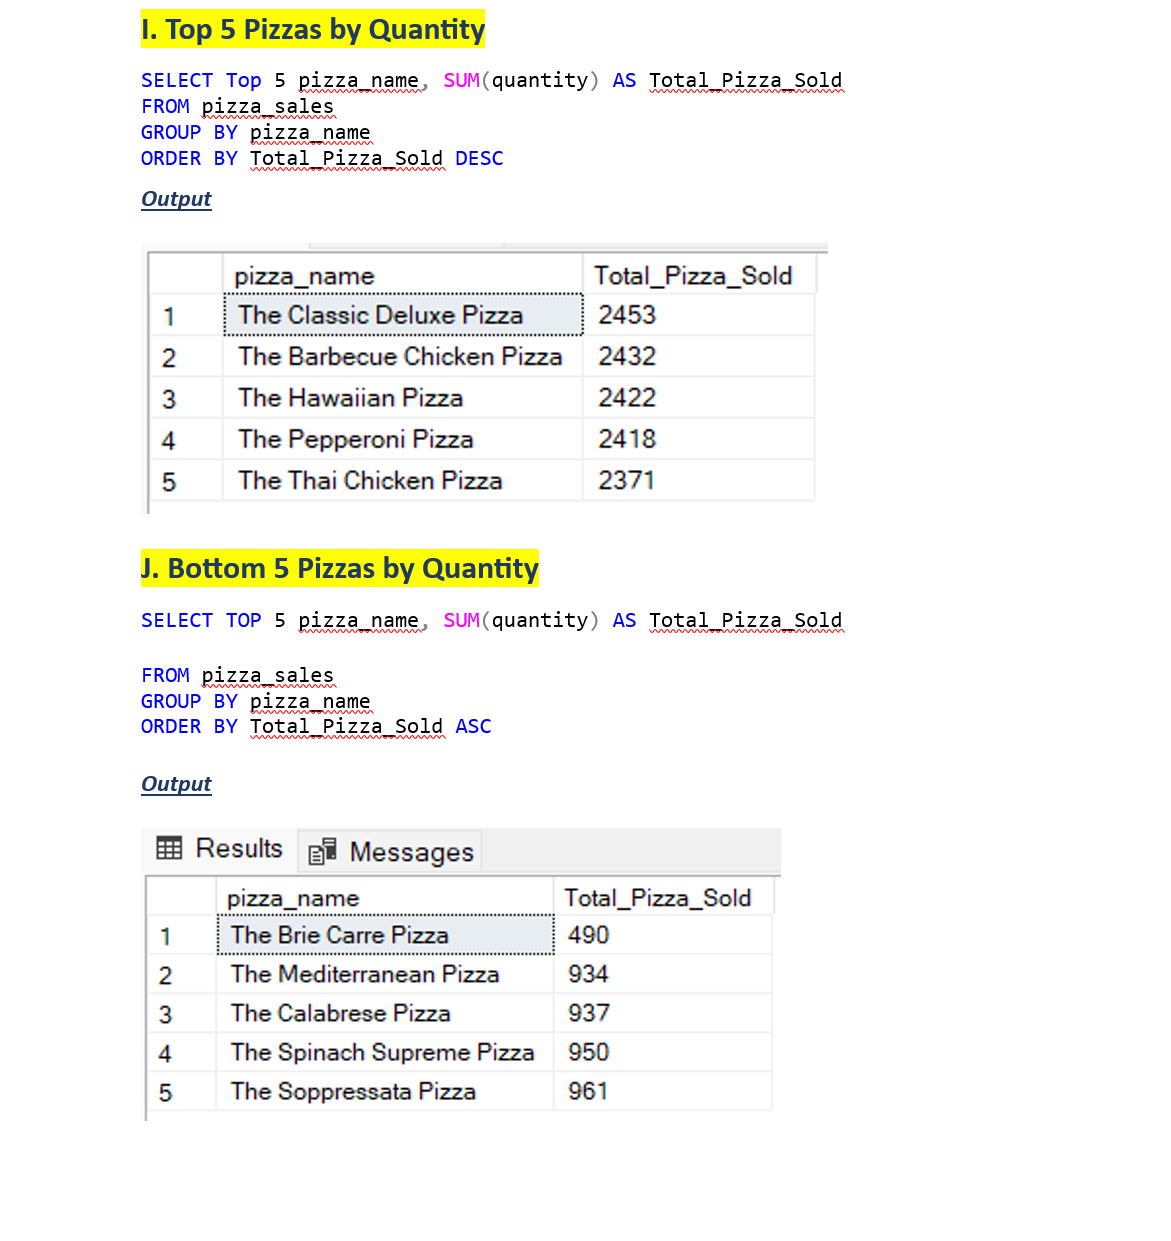 I. Top 5 Pizzas by Quantity
SELECT Top 5 pizza_name, SUM(quantity) AS Total_Pizza_Sold
FROM pizza_sales
GROUP BY pizza_name
ORDER BY Total_Pizza_Sold DESC
Output
pizza_name Total_Pizza_Sold
1 The Classic Deluxe Pizza 2453
2 The Barbecue Chicken Pizza 2432
3 The Hawaiian Pizza 2422
4 The Pepperoni Pizza 2418
5 The Thai Chicken Pizza 2371
J. Bottom 5 Pizzas by Quantity
SELECT TOP 5 pizza_name, SUM(quantity) AS Total_Pizza_Sold
FROM pizza_sales
GROUP BY pizza_name
ORDER BY Total_Pizza_Sold ASC
Output
Results Messages
pizza_name Total_Pizza_Sold
1 The Brie Carre Pizza 490
2 The Mediterranean Pizza 934
3 The Calabrese Pizza 937
4 The Spinach Supreme Pizza 950
5 The Soppressata Pizza 961